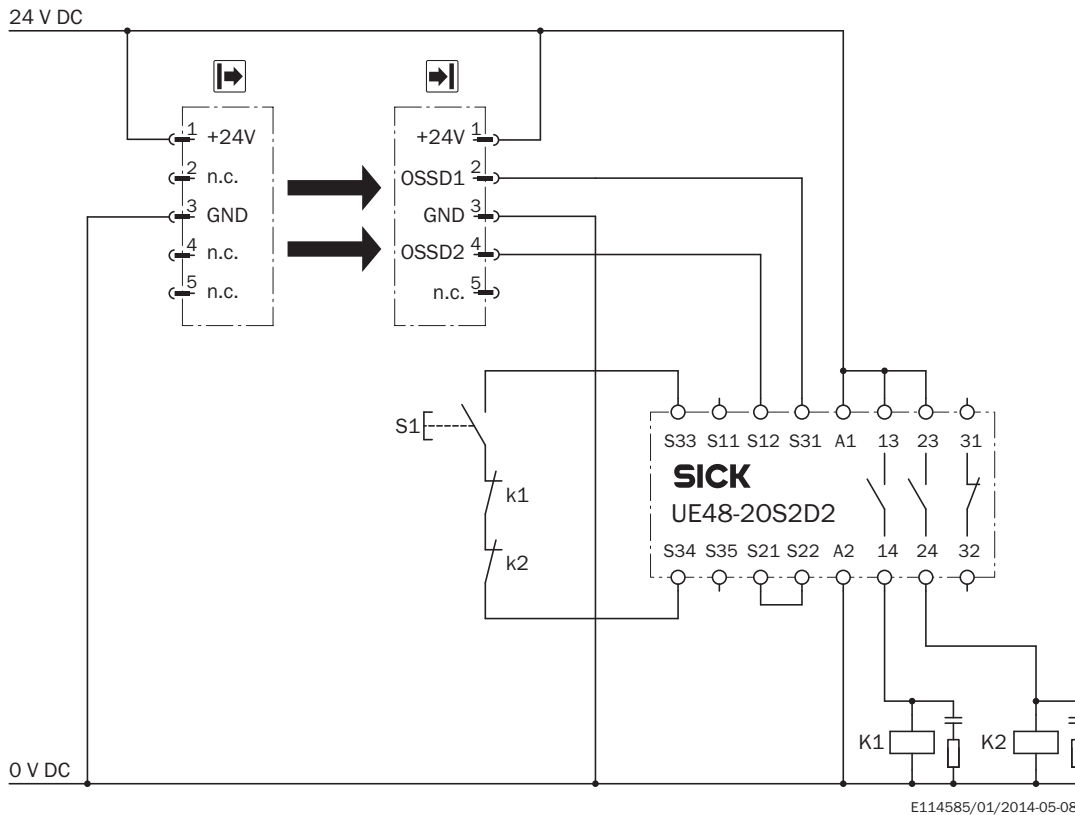 24 V DC
1 +24V
2 n.c.
3 GND
4 n.c.
5 n.c.
+24V 1
OSSD1 2
GND 3
OSSD2 4
n.c. 5
S1
k1
k2
S33 S11 S12 S31 A1 13 23 31
SICK
UE48-2OS2D2
S34 S35 S21 S22 A2 14 24 32
K1
K2
0 V DC
E114585/01/2014-05-08